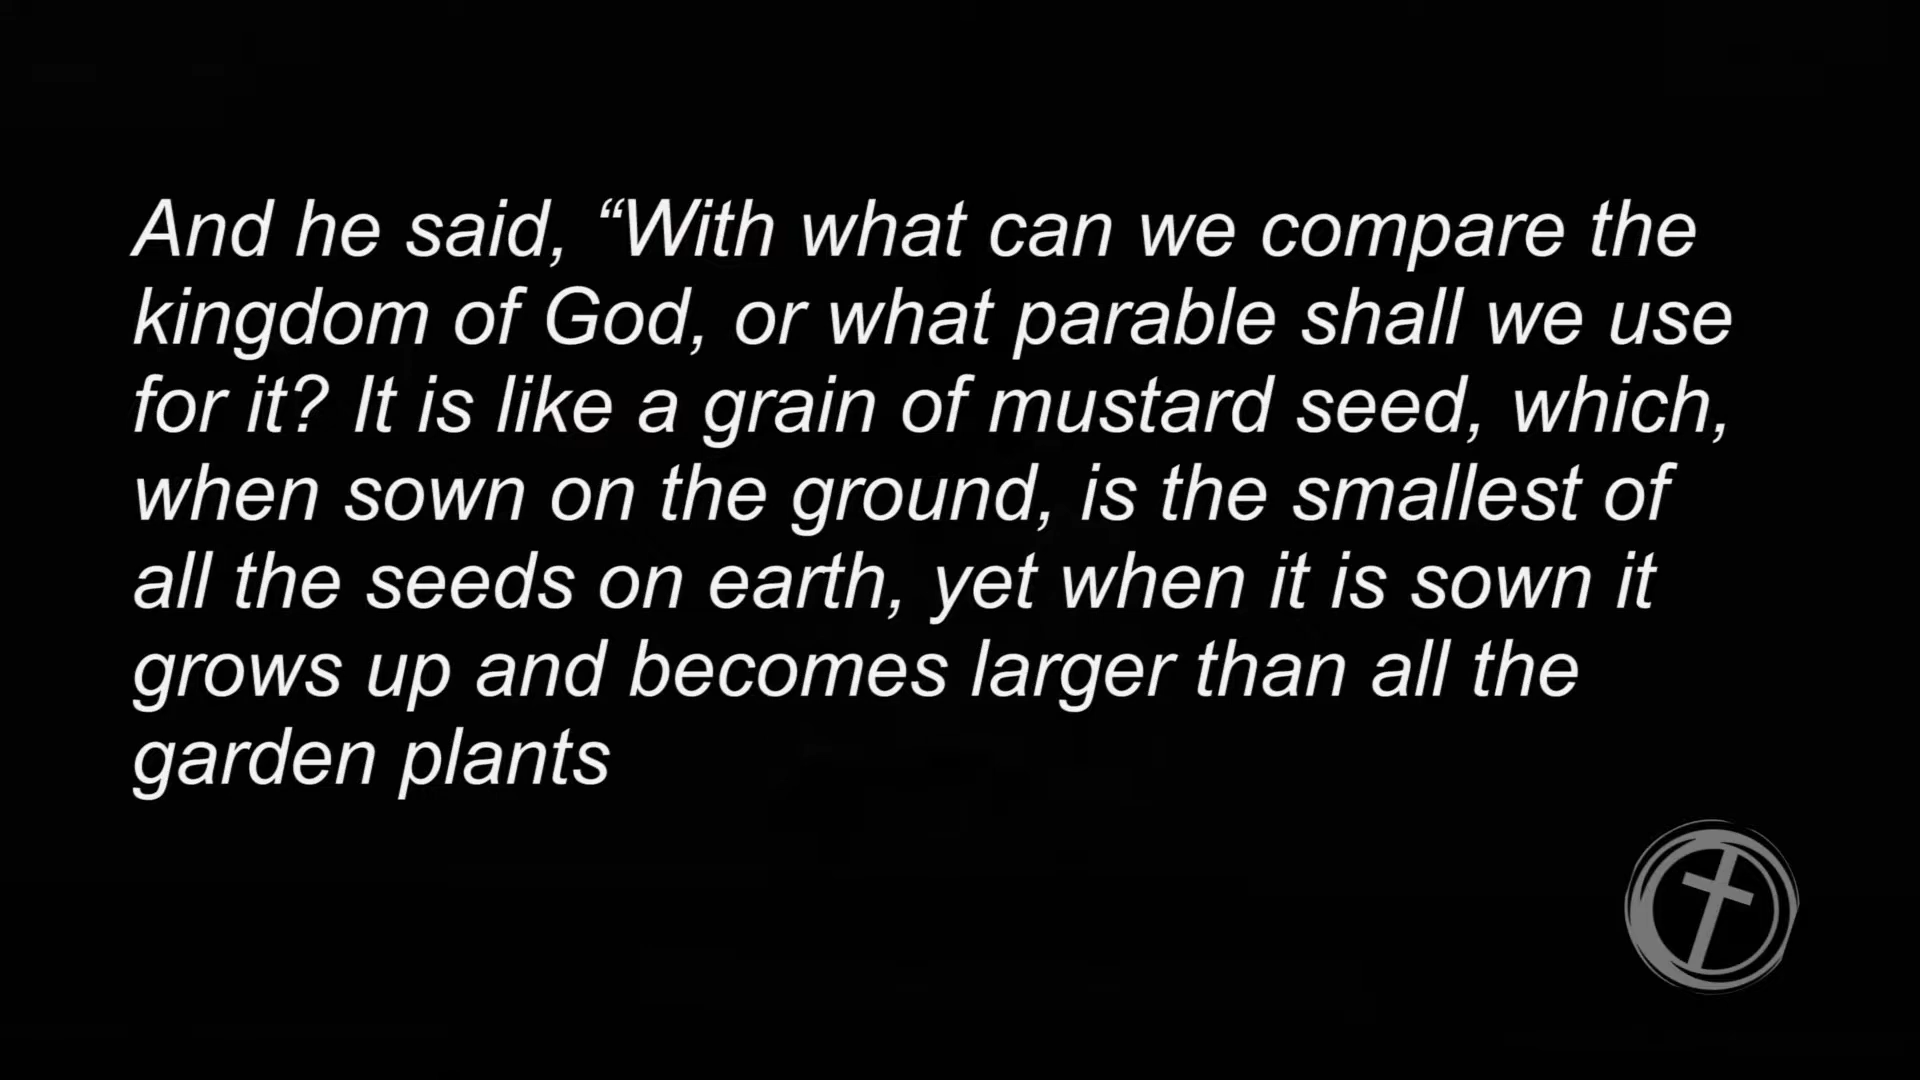 And he said, “With what can we compare the
kingdom of God, or what parable shall we use
for it? It is like a grain of mustard seed, which,
when sown on the ground, is the smallest of
all the seeds on earth, yet when it is sown it
grows up and becomes larger than all the
garden plants